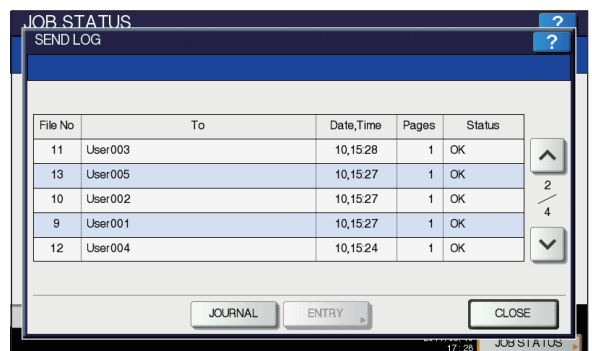 JOB STATUS ?
SEND LOG ?
File No To Date,Time Pages Status
11 User003 10,15:28 1 OK
13 User005 10,15:27 1 OK
10 User002 10,15:27 1 OK
9 User001 10,15:27 1 OK
12 User004 10,15:24 1 OK
2
4
JOURNAL ENTRY CLOSE
17:28 JOB STATUS